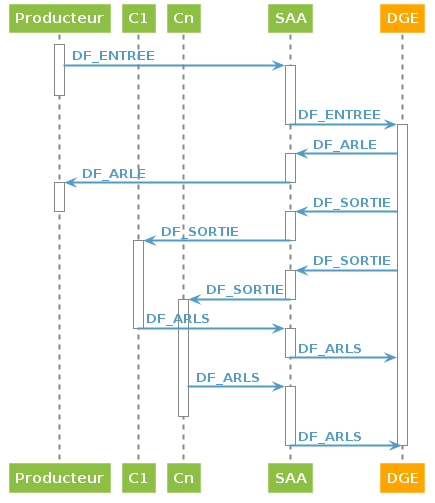 Producteur C1 Cn SAA DGE
DF_ENTREE
DF_ENTREE
DF_ARLE
DF_ARLE
DF_SORTIE
DF_SORTIE
DF_SORTIE
DF_SORTIE
DF_ARLS
DF_ARLS
DF_ARLS
DF_ARLS
Producteur C1 Cn SAA DGE